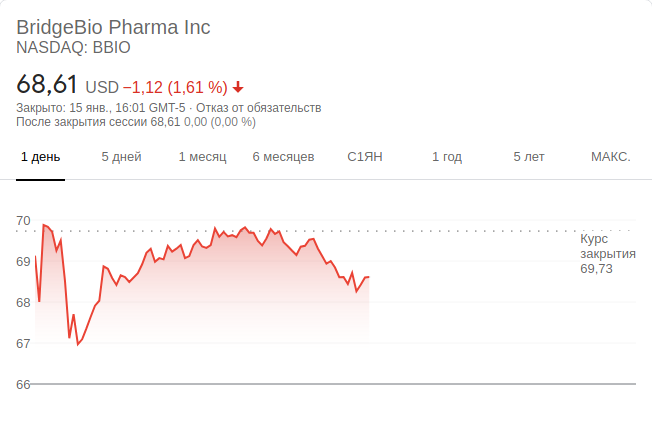 BridgeBio Pharma Inc
NASDAQ: BBIO
68,61 USD −1,12 (1,61 %)
Закрыто: 15 янв., 16:01 GMT-5 · Отказ от обязательств
После закрытия сессии 68,61 0,00 (0,00 %)
1 день 5 дней 1 месяц 6 месяцев С1ЯН 1 год 5 лет МАКС.
70
Курс
закрытия
69,73
69
68
67
66